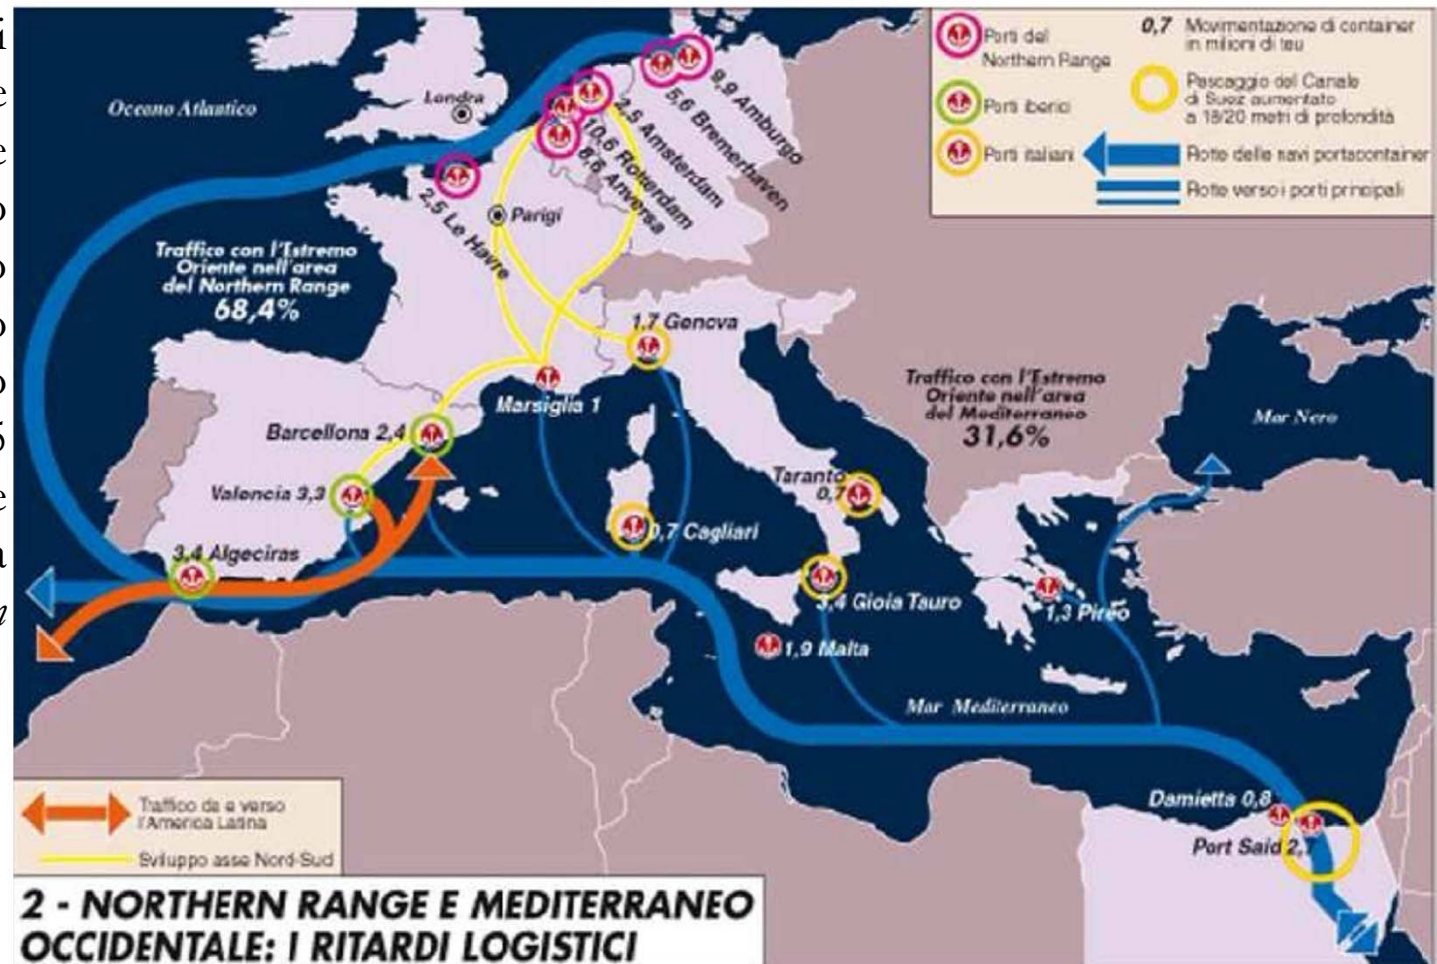 i
e
e
o
o
o
o
5
e
a
n
Porti del
Northern Range
Porti iberici
Porti italiani
0,7 Movimentazione di container
in milioni di teu
Pescaggio del Canale
di Suez aumentato
a 18/20 metri di profondità
Rotte delle navi portacontainer
Rotte verso i porti principali
Oceano Atlantico
Londra
9,9 Amburgo
5,6 Bremerhaven
2,5 Amsterdam
10,6 Rotterdam
8,6 Anversa
2,5 Le Havre
Parigi
Traffico con l'Estremo
Oriente nell'area
del Northern Range
68,4%
1,7 Genova
Marsiglia 1
Traffico con l'Estremo
Oriente nell'area
del Mediterraneo
31,6%
Mar Nero
Barcellona 2,4
Valencia 3,3
3,4 Algeciras
Taranto
0,7
0,7 Cagliari
3,4 Gioia Tauro
1,9 Malta
1,3 Pireo
Mar Mediterraneo
Damietta 0,8
Port Said 2,7
Traffico da e verso
l'America Latina
Sviluppo asse Nord-Sud
2 - NORTHERN RANGE E MEDITERRANEO
OCCIDENTALE: I RITARDI LOGISTICI